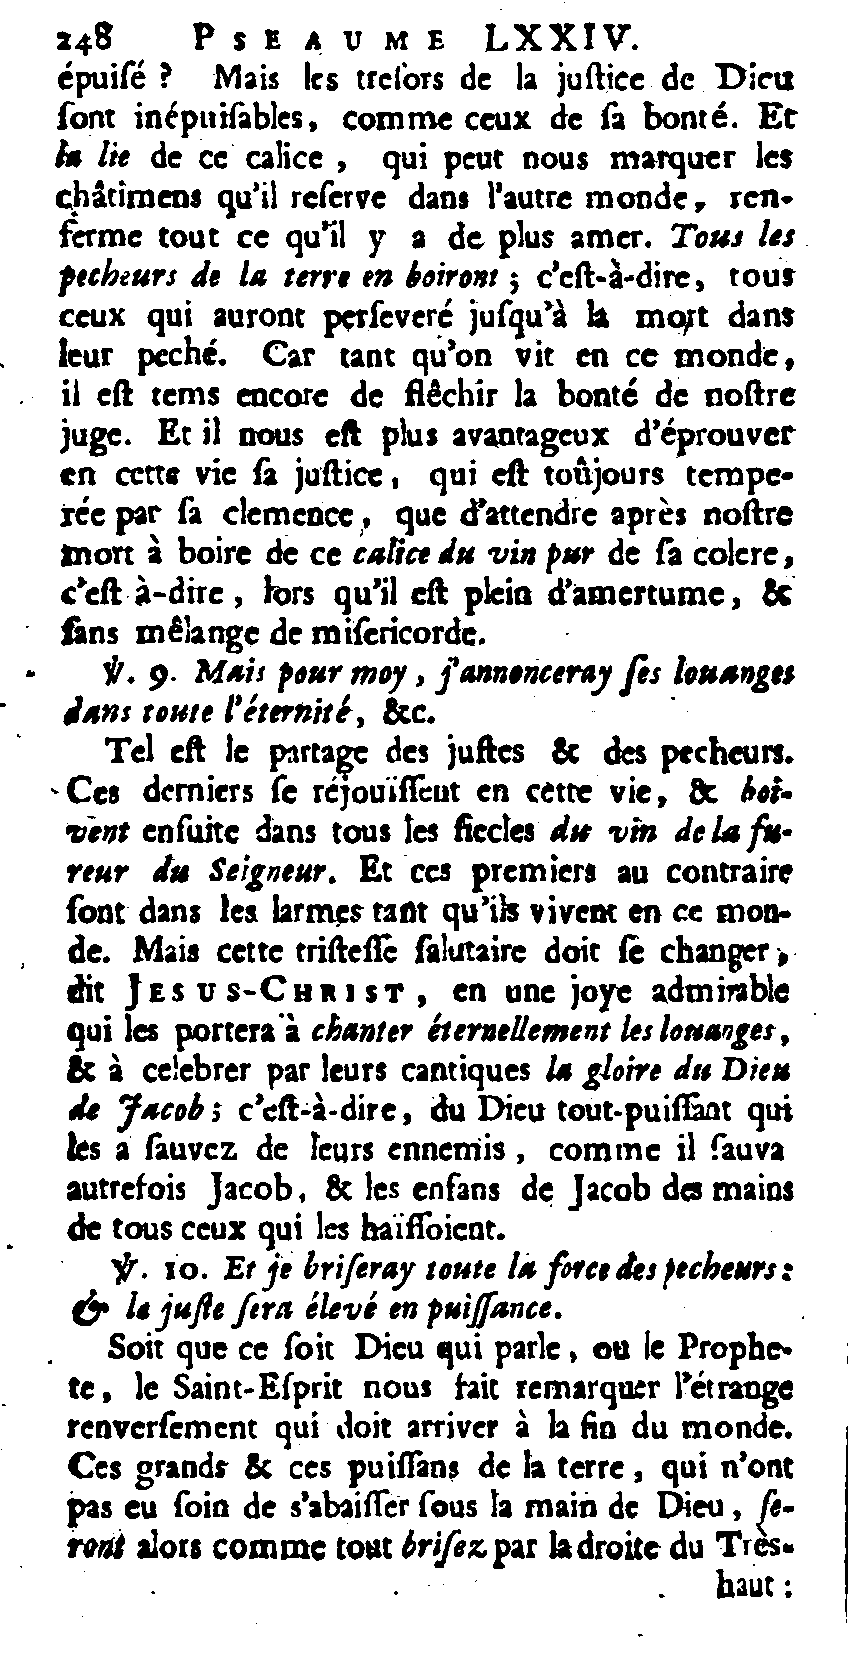 248 PSEAUME LXXIV.
épuiſé ? Mais les treſors de la juſtice de Dieu
ſont inépuiſables, comme ceux de ſa bonté. Et
la lie de ce calice , qui peut nous marquer les
châtimens qu'il reſerve dans l'autre monde, ren-
ferme tout ce qu'il y a de plus amer. Tous les
pecheurs de la terre en boiront ; c'eſt-à-dire, tous
ceux qui auront perſeveré juſqu'à la mort dans
leur peché. Car tant qu'on vit en ce monde,
il eſt tems encore de flêchir la bonté de noſtre
juge. Et il nous eſt plus avantageux d'éprouver
en cette vie ſa juſtice, qui eſt toûjours tempe-
rée par ſa clemence, que d'attendre après noſtre
mort à boire de ce calice du vin pur de ſa colere,
c'eſt à-dire, lors qu'il eſt plein d'amertume, &
ſans mêlange de miſericorde.
℣. 9. Mais pour moy, j'annonceray ſes louanges
dans toute l'éternité, &c.
Tel eſt le partage des juſtes & des pecheurs.
Ces derniers ſe réjouïſſent en cette vie, & boi-
vent enſuite dans tous les ſiecles du vin de la fu-
reur du Seigneur. Et ces premiers au contraire
ſont dans les larmes tant qu'ils vivent en ce mon-
de. Mais cette triſteſſe ſalutaire doit ſe changer,
dit JESUS-CHRIST, en une joye admirable
qui les portera à chanter éternellement les louanges,
& à celebrer par leurs cantiques la gloire du Dieu
de Jacob ; c'eſt-à-dire, du Dieu tout-puiſſant qui
les a ſauvez de leurs ennemis, comme il ſauva
autrefois Jacob, & les enfans de Jacob des mains
de tous ceux qui les haïſſoient.
℣. 10. Et je briſeray toute la force des pecheurs :
& le juſte ſera élevé en puiſſance.
Soit que ce ſoit Dieu qui parle, ou le Prophe-
te, le Saint-Eſprit nous fait remarquer l'étrange
renverſement qui doit arriver à la fin du monde.
Ces grands & ces puiſſans de la terre, qui n'ont
pas eu ſoin de s'abaiſſer ſous la main de Dieu, ſe-
ront alors comme tout briſez par la droite du Très-
haut :